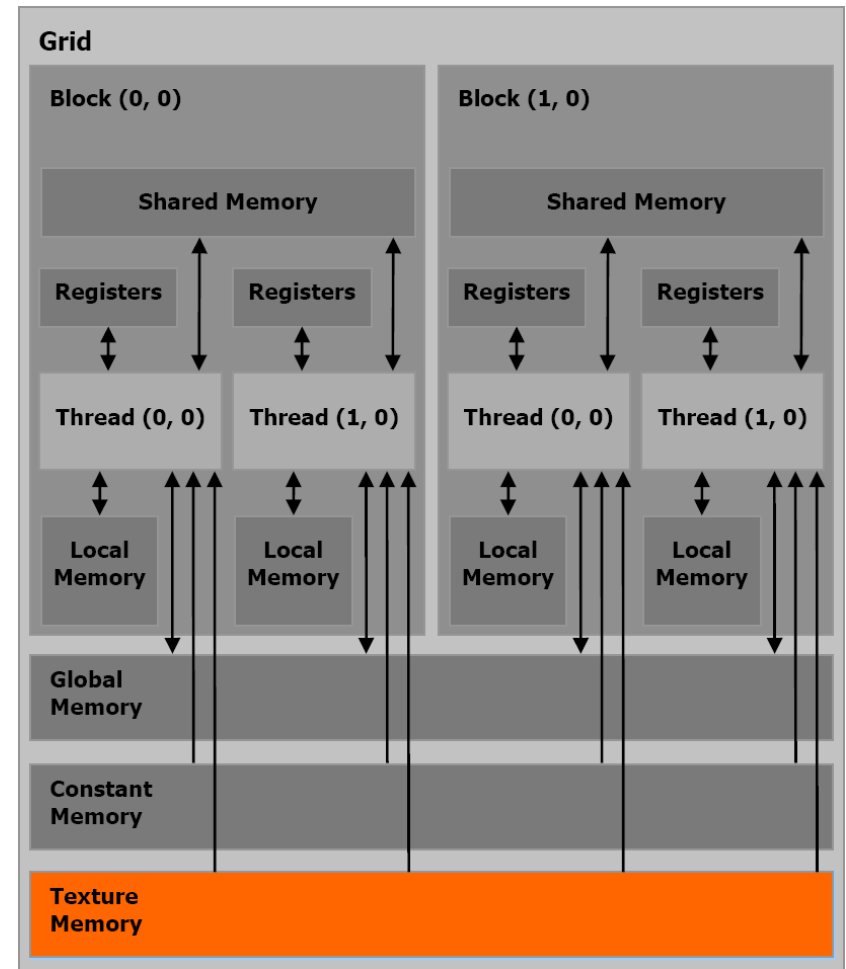 Grid
Block (0, 0)
Shared Memory
Registers
Registers
Thread (0, 0)
Thread (1, 0)
Local
Memory
Local
Memory
Block (1, 0)
Shared Memory
Registers
Registers
Thread (0, 0)
Thread (1, 0)
Local
Memory
Local
Memory
Global
Memory
Constant
Memory
Texture
Memory